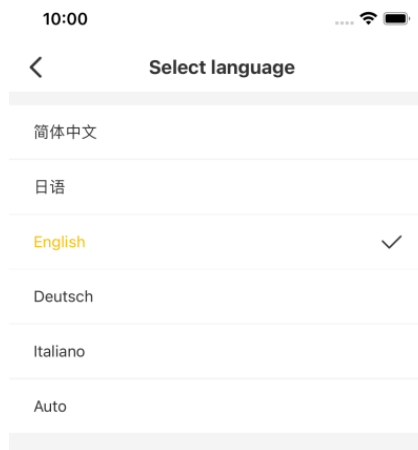 10:00
Select language
简体中文
日语
English
Deutsch
Italiano
Auto